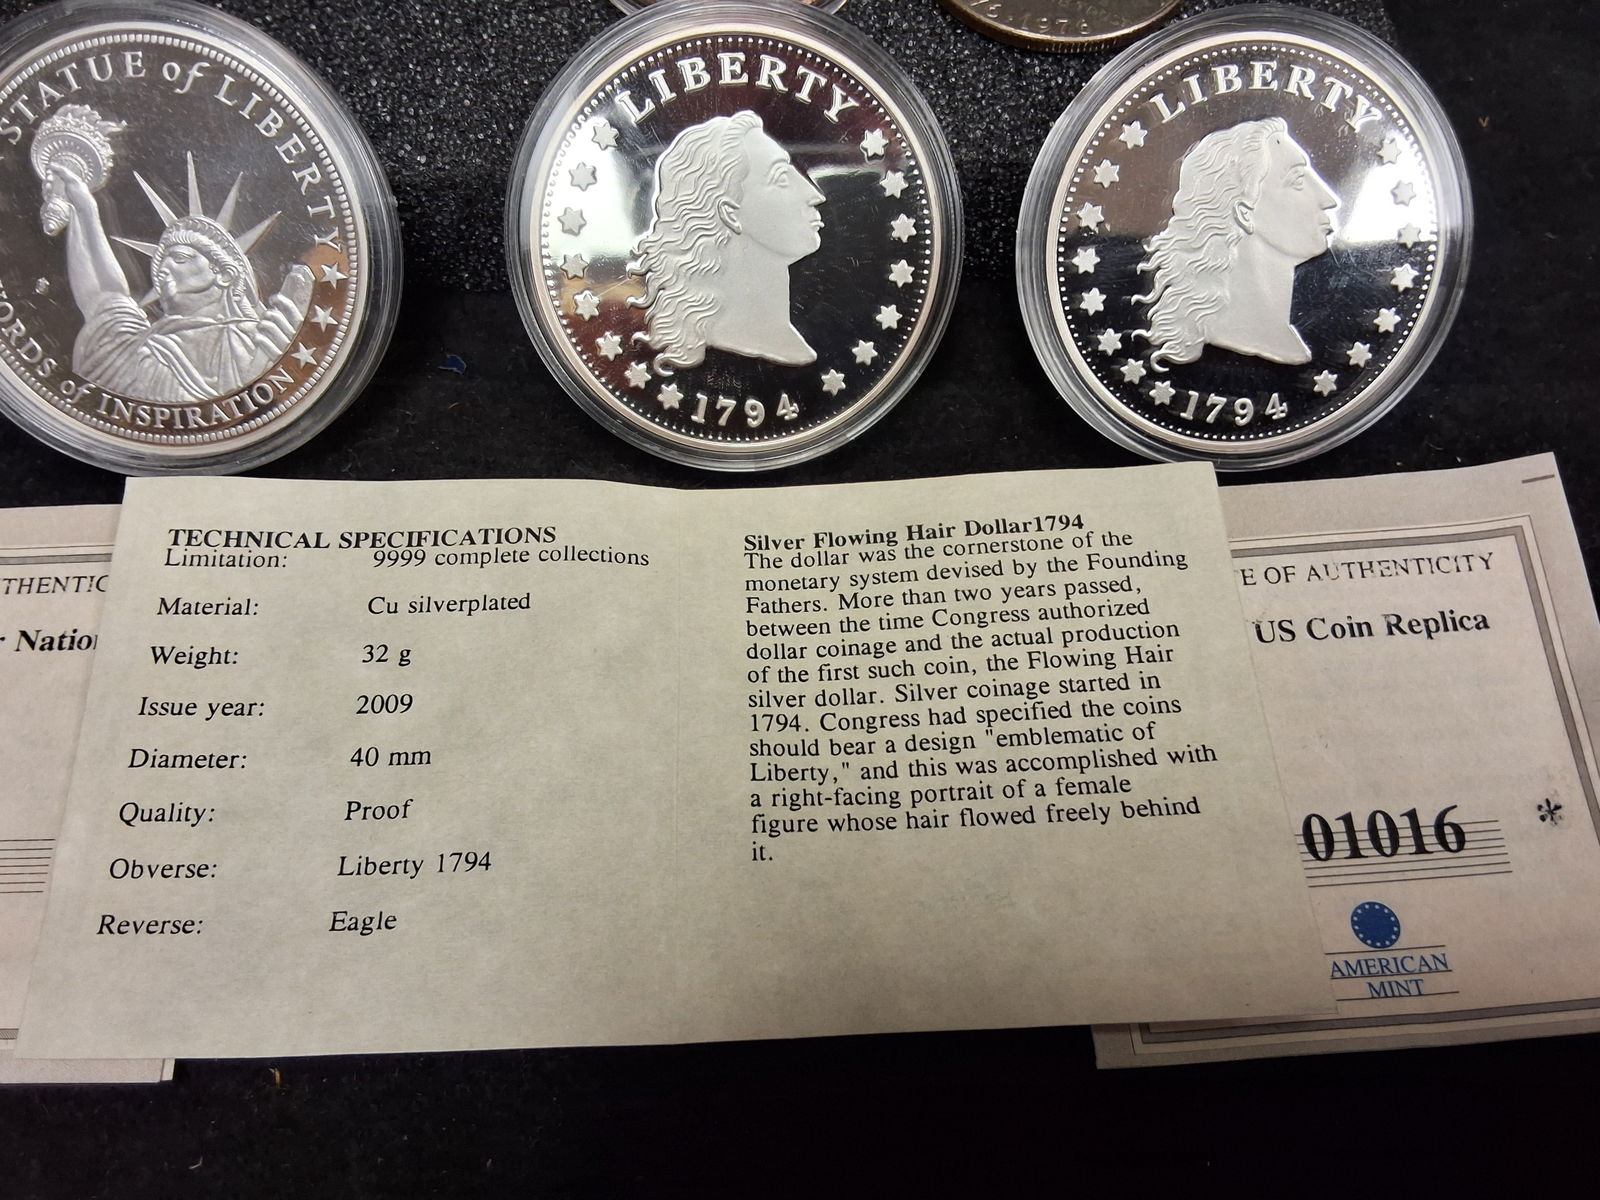 STATUE of LIBERTY
WORDS of INSPIRATION
LIBERTY
1794
LIBERTY
1794
1976
TECHNICAL SPECIFICATIONS
Limitation: 9999 complete collections
Material: Cu silverplated
Weight: 32 g
Issue year: 2009
Diameter: 40 mm
Quality: Proof
Obverse: Liberty 1794
Reverse: Eagle
Silver Flowing Hair Dollar1794
The dollar was the cornerstone of the
monetary system devised by the Founding
Fathers. More than two years passed,
between the time Congress authorized
dollar coinage and the actual production
of the first such coin, the Flowing Hair
silver dollar. Silver coinage started in
1794. Congress had specified the coins
should bear a design "emblematic of
Liberty," and this was accomplished with
a right-facing portrait of a female
figure whose hair flowed freely behind
it.
THENTIC
r Nation
E OF AUTHENTICITY
US Coin Replica
01016 *
AMERICAN
MINT